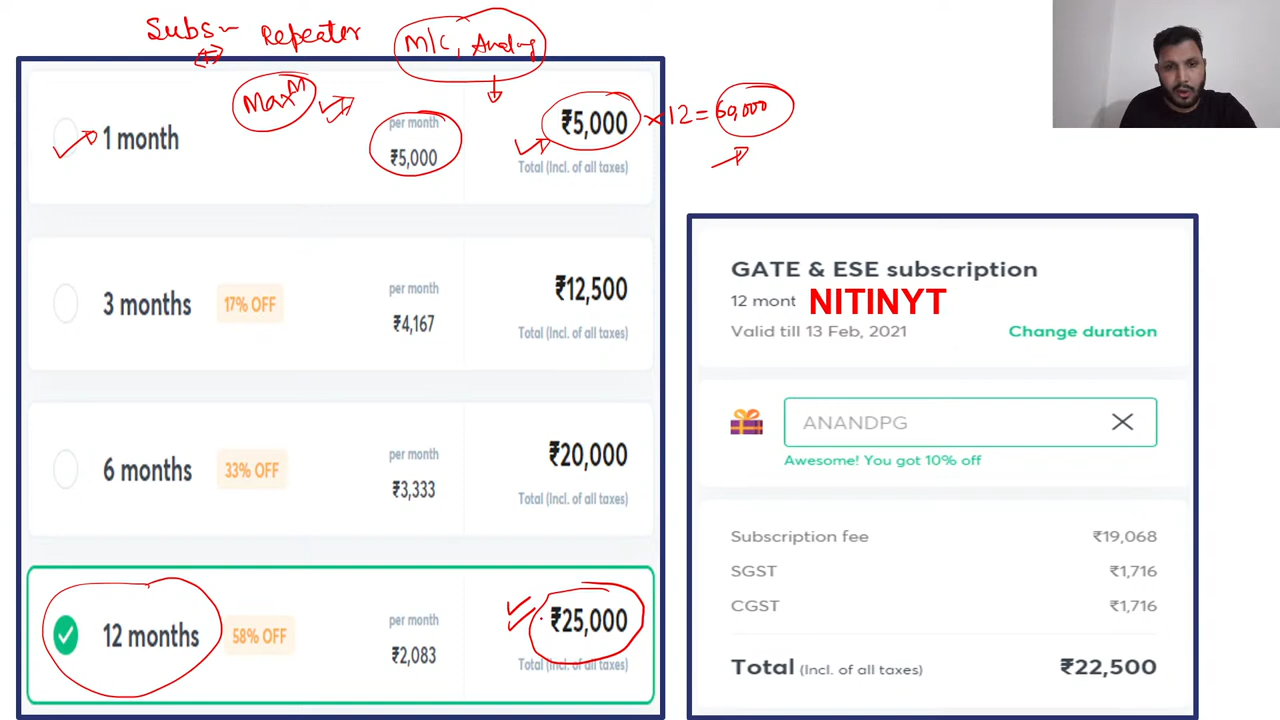 Subs~ Repeater M/C, Analog
Max^M
1 month
per month
₹5,000
₹5,000 × 12 = 60,000
Total (Incl. of all taxes)
3 months
17% OFF
per month
₹4,167
₹12,500
Total (Incl. of all taxes)
6 months
33% OFF
per month
₹3,333
₹20,000
Total (Incl. of all taxes)
12 months
58% OFF
per month
₹2,083
₹25,000
Total (Incl. of all taxes)
GATE & ESE subscription
12 mont NITINYT
Valid till 13 Feb, 2021 Change duration
ANANDPG
Awesome! You got 10% off
Subscription fee ₹19,068
SGST ₹1,716
CGST ₹1,716
Total (Incl. of all taxes) ₹22,500